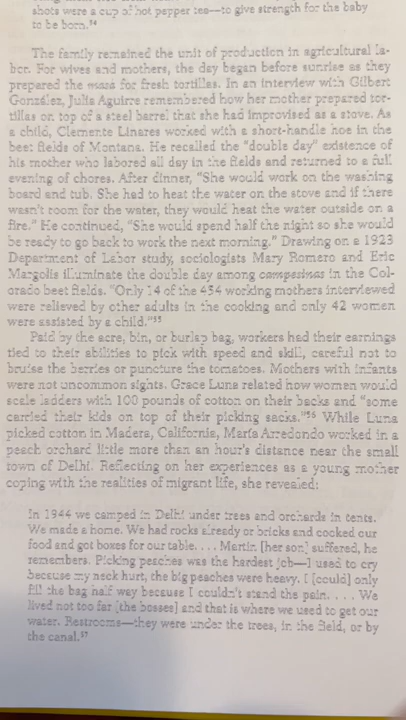 shots were a cup of hot pepper tea—to give strength for the baby
to be born.54
The family remained the unit of production in agricultural la-
bor. For wives and mothers, the day began before sunrise as they
prepared the masa for fresh tortillas. In an interview with Gilbert
González, Julia Aguirre remembered how her mother prepared tor-
tillas on top of a steel barrel that she had improvised as a stove. As
a child, Clemente Linares worked with a short-handle hoe in the
beet fields of Montana. He recalled the "double day" existence of
his mother who labored all day in the fields and returned to a full
evening of chores. After dinner, "She would work on the washing
board and tub. She had to heat the water on the stove and if there
wasn't room for the water, they would heat the water outside on a
fire." He continued, "She would spend half the night so she would
be ready to go back to work the next morning." Drawing on a 1923
Department of Labor study, sociologists Mary Romero and Eric
Margolis illuminate the double day among campesinas in the Col-
orado beet fields. "Only 14 of the 454 working mothers interviewed
were relieved by other adults in the cooking and only 42 women
were assisted by a child."55
Paid by the acre, bin, or burlap bag, workers had their earnings
tied to their abilities to pick with speed and skill, careful not to
bruise the berries or puncture the tomatoes. Mothers with infants
were not uncommon sights. Grace Luna related how women would
scale ladders with 100 pounds of cotton on their backs and "some
carried their kids on top of their picking sacks."56 While Luna
picked cotton in Madera, California, María Arredondo worked in a
peach orchard little more than an hour's distance near the small
town of Delhi. Reflecting on her experiences as a young mother
coping with the realities of migrant life, she revealed:
In 1944 we camped in Delhi under trees and orchards in tents.
We made a home. We had rocks already or bricks and cooked our
food and got boxes for our table. . . . Martin [her son] suffered, he
remembers. Picking peaches was the hardest job—I used to cry
because my neck hurt, the big peaches were heavy. I [could] only
fill the bag half way because I couldn't stand the pain. . . . We
lived not too far [the bosses] and that is where we used to get our
water. Restrooms—they were under the trees, in the field, or by
the canal.57